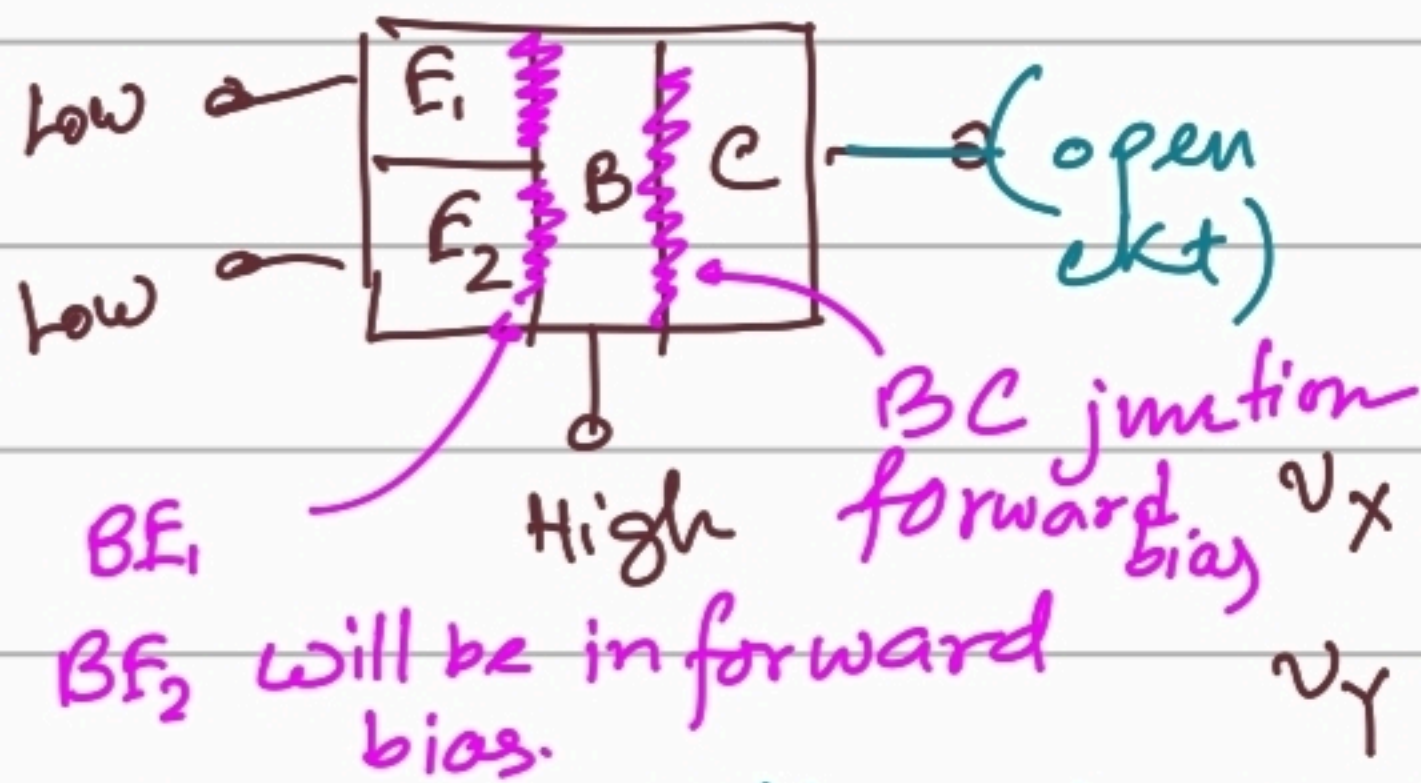 Low
E₁
B
C
(open
ckt)
E₂
Low
High
BC junction
forward
bias
BE₁
BE₂ will be in forward
bias.
Vx
VY